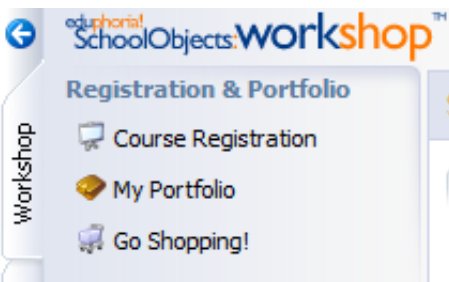 eduphoria!
SchoolObjects:workshop™
Registration & Portfolio
Course Registration
My Portfolio
Go Shopping!
Workshop